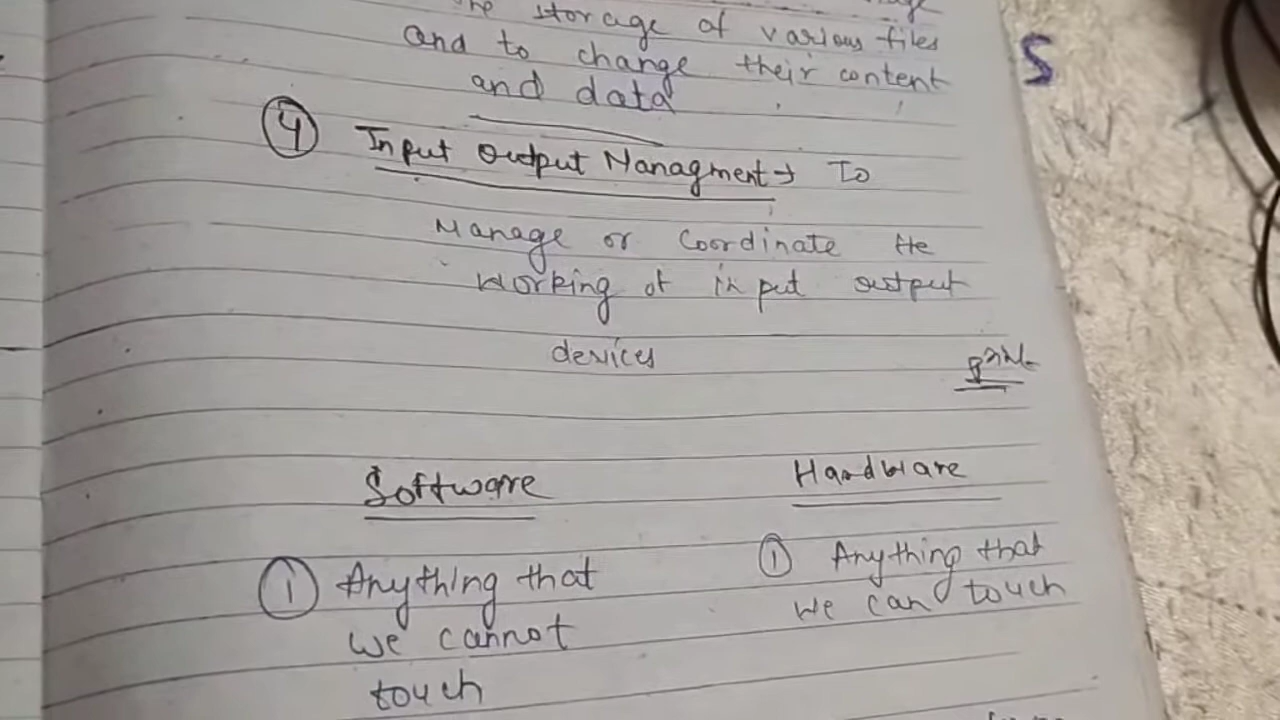 the storage of various files
and to change their content
and data
S
④ Input Output Managment → To
Manage or Coordinate the
working of input output
devices
Software Hardware
① Anything that ① Anything that
we cannot we can touch
touch